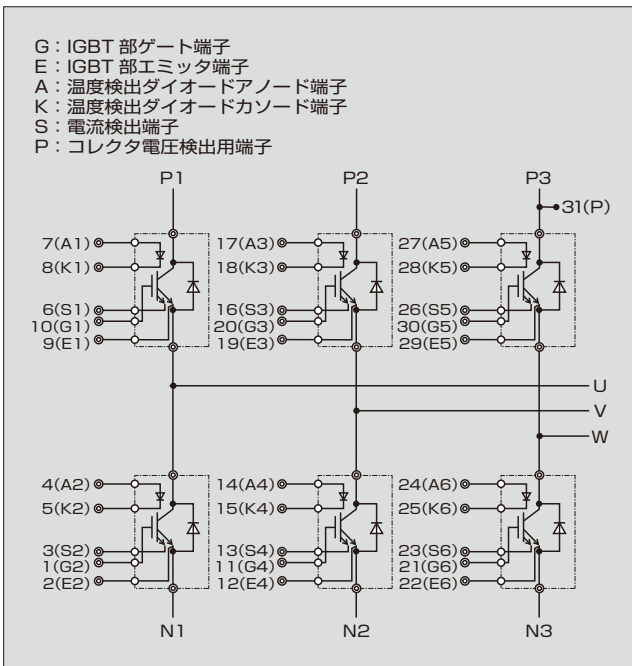 G：IGBT 部ゲート端子
E：IGBT 部エミッタ端子
A：温度検出ダイオードアノード端子
K：温度検出ダイオードカソード端子
S：電流検出端子
P：コレクタ電圧検出用端子
P1 P2 P3
31(P)
7(A1) 17(A3) 27(A5)
8(K1) 18(K3) 28(K5)
6(S1) 16(S3) 26(S5)
10(G1) 20(G3) 30(G5)
9(E1) 19(E3) 29(E5)
U
V
W
4(A2) 14(A4) 24(A6)
5(K2) 15(K4) 25(K6)
3(S2) 13(S4) 23(S6)
1(G2) 11(G4) 21(G6)
2(E2) 12(E4) 22(E6)
N1 N2 N3